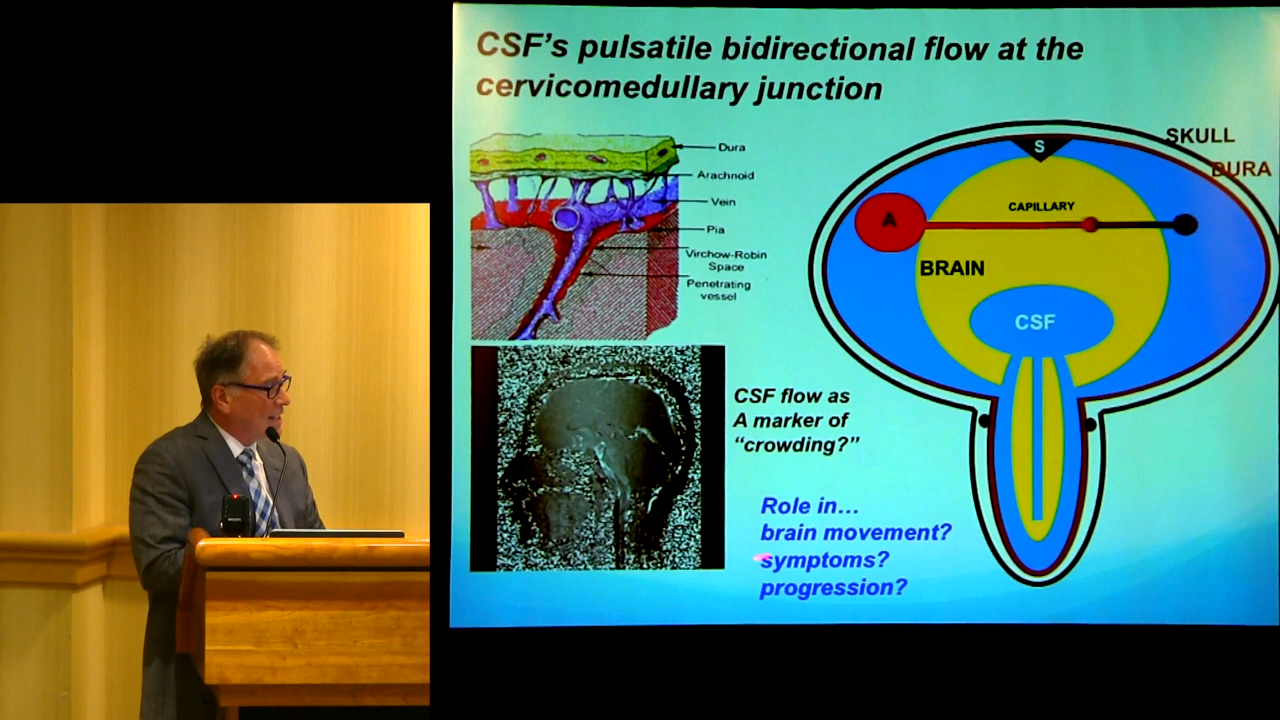 CSF's pulsatile bidirectional flow at the
cervicomedullary junction
Dura
Arachnoid
Vein
Pia
Virchow-Robin
Space
Penetrating
vessel
CSF flow as
A marker of
"crowding?"
Role in...
brain movement?
symptoms?
progression?
SKULL
DURA
S
A
CAPILLARY
BRAIN
CSF